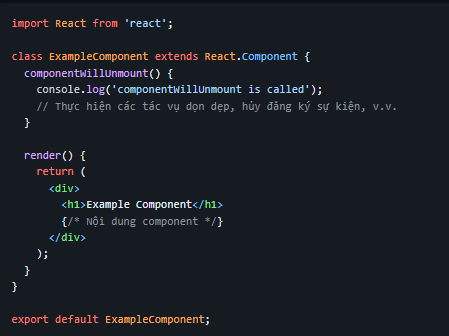 import React from 'react';
class ExampleComponent extends React.Component {
componentWillUnmount() {
console.log('componentWillUnmount is called');
// Thực hiện các tác vụ dọn dẹp, hủy đăng ký sự kiện, v.v.
}
render() {
return (
<div>
<h1>Example Component</h1>
{/* Nội dung component */}
</div>
);
}
}
export default ExampleComponent;